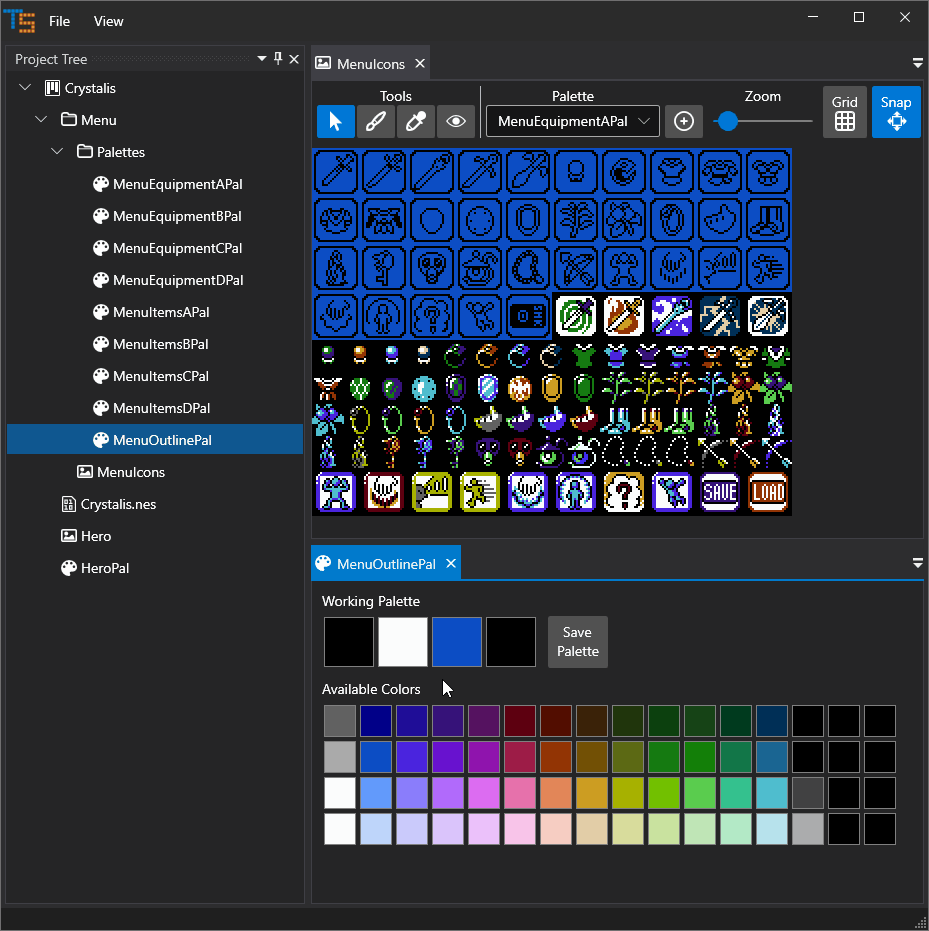 TS File View
Project Tree
Crystalis
Menu
Palettes
MenuEquipmentAPal
MenuEquipmentBPal
MenuEquipmentCPal
MenuEquipmentDPal
MenuItemsAPal
MenuItemsBPal
MenuItemsCPal
MenuItemsDPal
MenuOutlinePal
MenuIcons
Crystalis.nes
Hero
HeroPal
MenuIcons
Tools Palette Zoom
MenuEquipmentAPal
Grid Snap
SAVE LOAD
MenuOutlinePal
Working Palette
Save
Palette
Available Colors